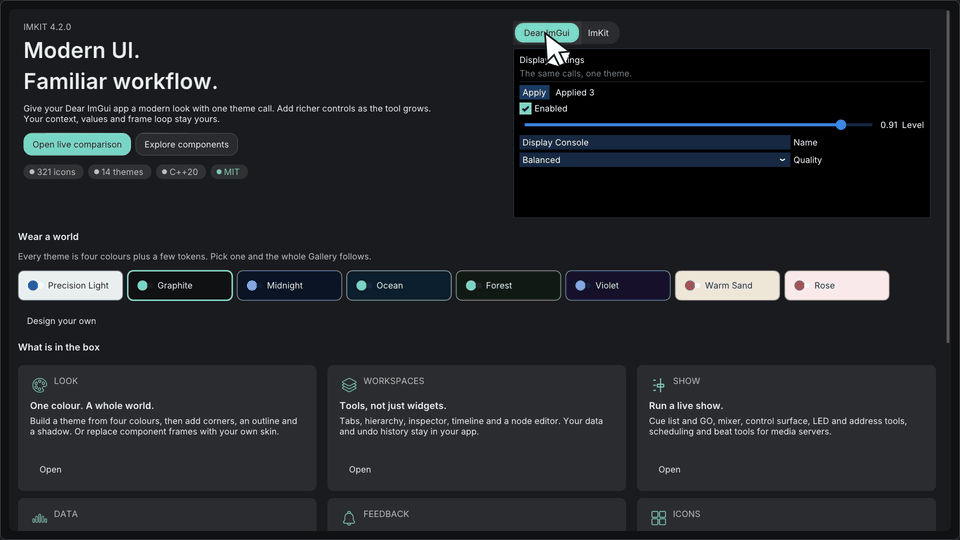 IMKIT 4.2.0
Modern UI.
Familiar workflow.
Give your Dear ImGui app a modern look with one theme call. Add richer controls as the tool grows.
Your context, values and frame loop stay yours.
Open live comparison
Explore components
321 icons
14 themes
C++20
MIT
Dear ImGui
ImKit
The same calls, one theme.
Apply
Applied 3
Enabled
0.91 Level
Display Console
Name
Balanced
Quality
Wear a world
Every theme is four colours plus a few tokens. Pick one and the whole Gallery follows.
Precision Light
Graphite
Midnight
Ocean
Forest
Violet
Warm Sand
Rose
Design your own
What is in the box
LOOK
One colour. A whole world.
Build a theme from four colours, then add corners, an outline and
a shadow. Or replace component frames with your own skin.
Open
WORKSPACES
Tools, not just widgets.
Tabs, hierarchy, inspector, timeline and a node editor. Your data
and undo history stay in your app.
Open
SHOW
Run a live show.
Cue list and GO, mixer, control surface, LED and address tools,
scheduling and beat tools for media servers.
Open
DATA
FEEDBACK
ICONS